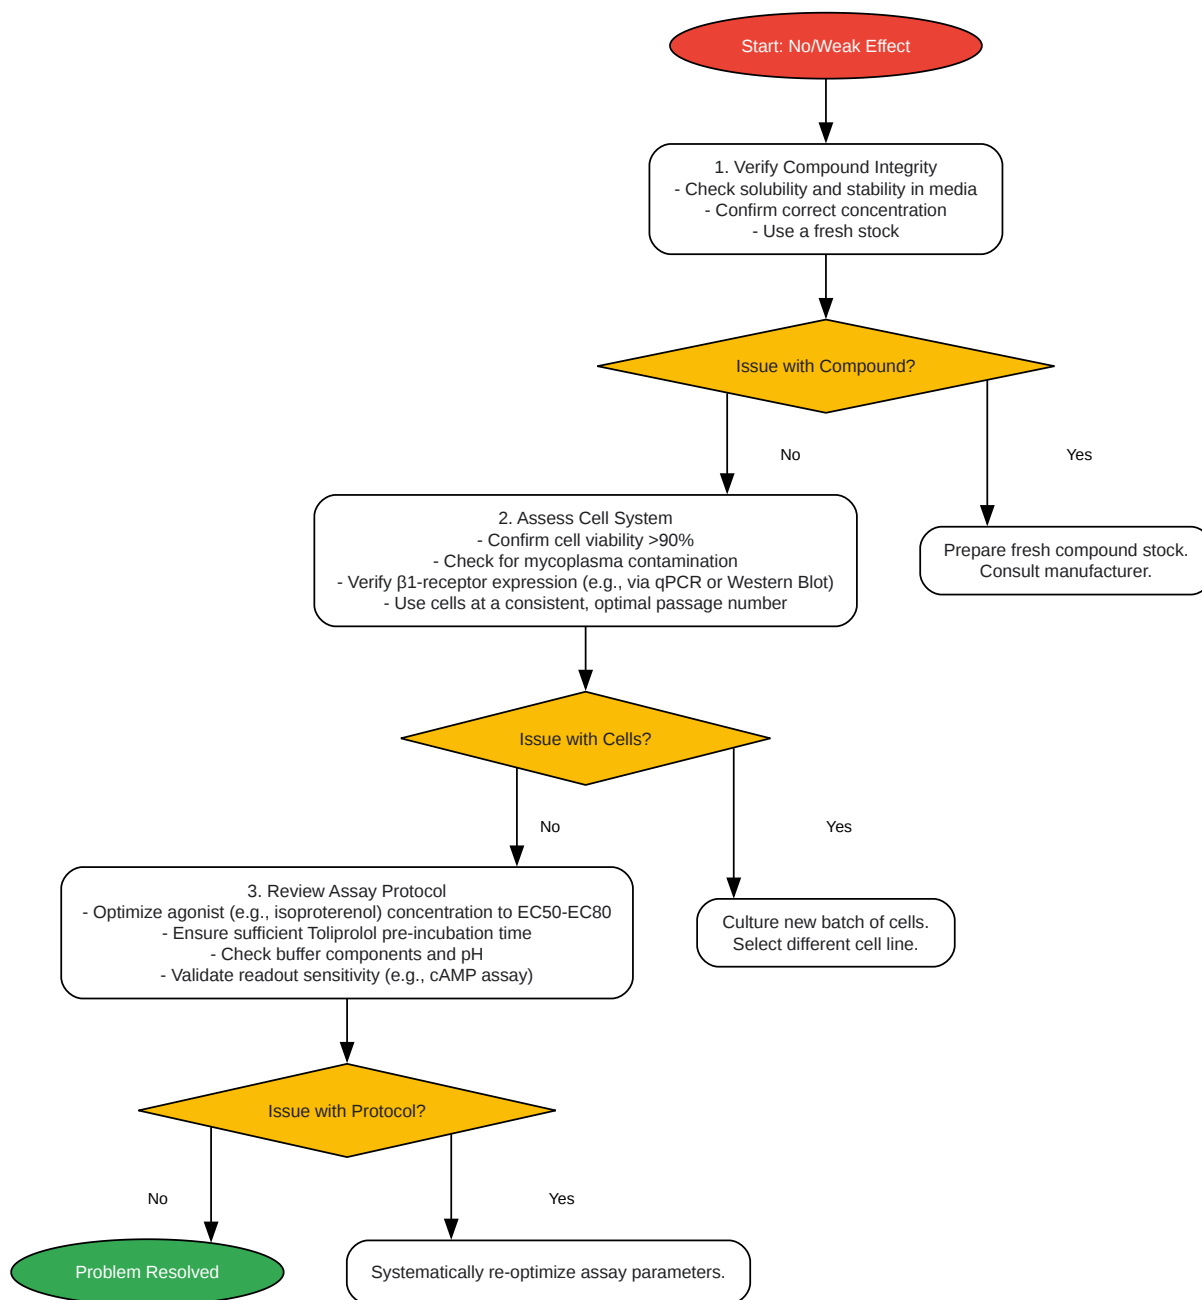 Start: No/Weak Effect
1. Verify Compound Integrity
- Check solubility and stability in media
- Confirm correct concentration
- Use a fresh stock
Issue with Compound?
No
Yes
2. Assess Cell System
- Confirm cell viability >90%
- Check for mycoplasma contamination
- Verify β1-receptor expression (e.g., via qPCR or Western Blot)
- Use cells at a consistent, optimal passage number
Prepare fresh compound stock.
Consult manufacturer.
Issue with Cells?
No
Yes
3. Review Assay Protocol
- Optimize agonist (e.g., isoproterenol) concentration to EC50-EC80
- Ensure sufficient Toliprolol pre-incubation time
- Check buffer components and pH
- Validate readout sensitivity (e.g., cAMP assay)
Culture new batch of cells.
Select different cell line.
Issue with Protocol?
No
Yes
Problem Resolved
Systematically re-optimize assay parameters.